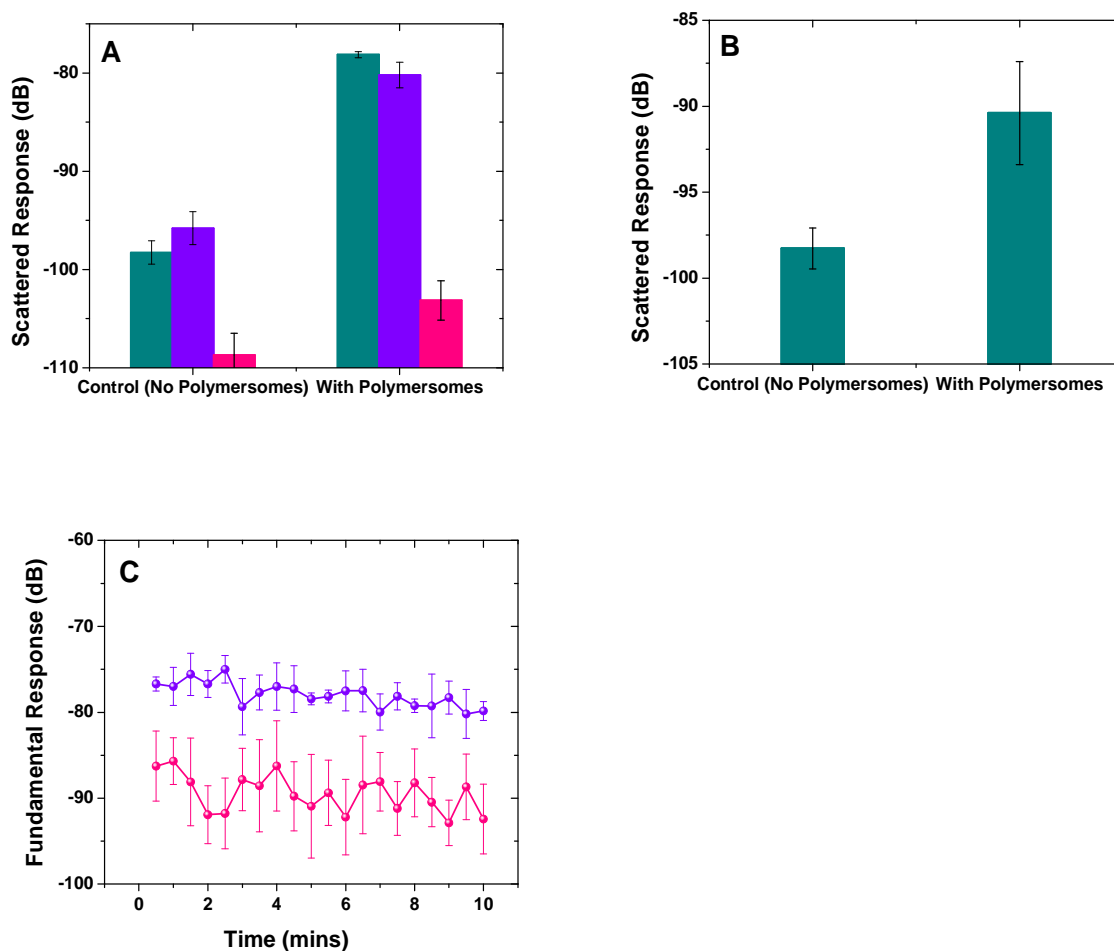 A
Scattered Response (dB)
-80
-90
-100
-110
Control (No Polymersomes) With Polymersomes
B
Scattered Response (dB)
-85
-90
-95
-100
-105
Control (No Polymersomes) With Polymersomes
C
Fundamental Response (dB)
-60
-70
-80
-90
-100
0 2 4 6 8 10
Time (mins)